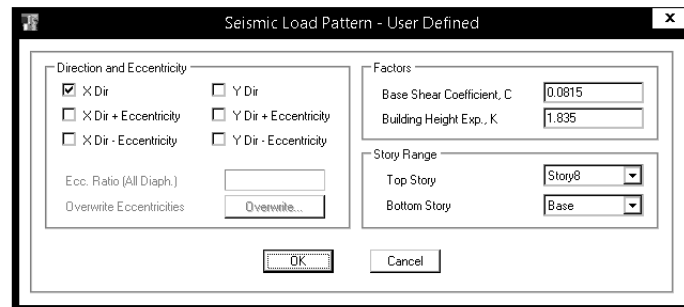 Seismic Load Pattern - User Defined
x
Direction and Eccentricity
X Dir
Y Dir
X Dir + Eccentricity
Y Dir + Eccentricity
X Dir - Eccentricity
Y Dir - Eccentricity
Ecc. Ratio (All Diaph.)
Overwrite Eccentricities
Overwrite...
Factors
Base Shear Coefficient, C
0.0815
Building Height Exp., K
1.835
Story Range
Top Story
Story8
Bottom Story
Base
OK
Cancel